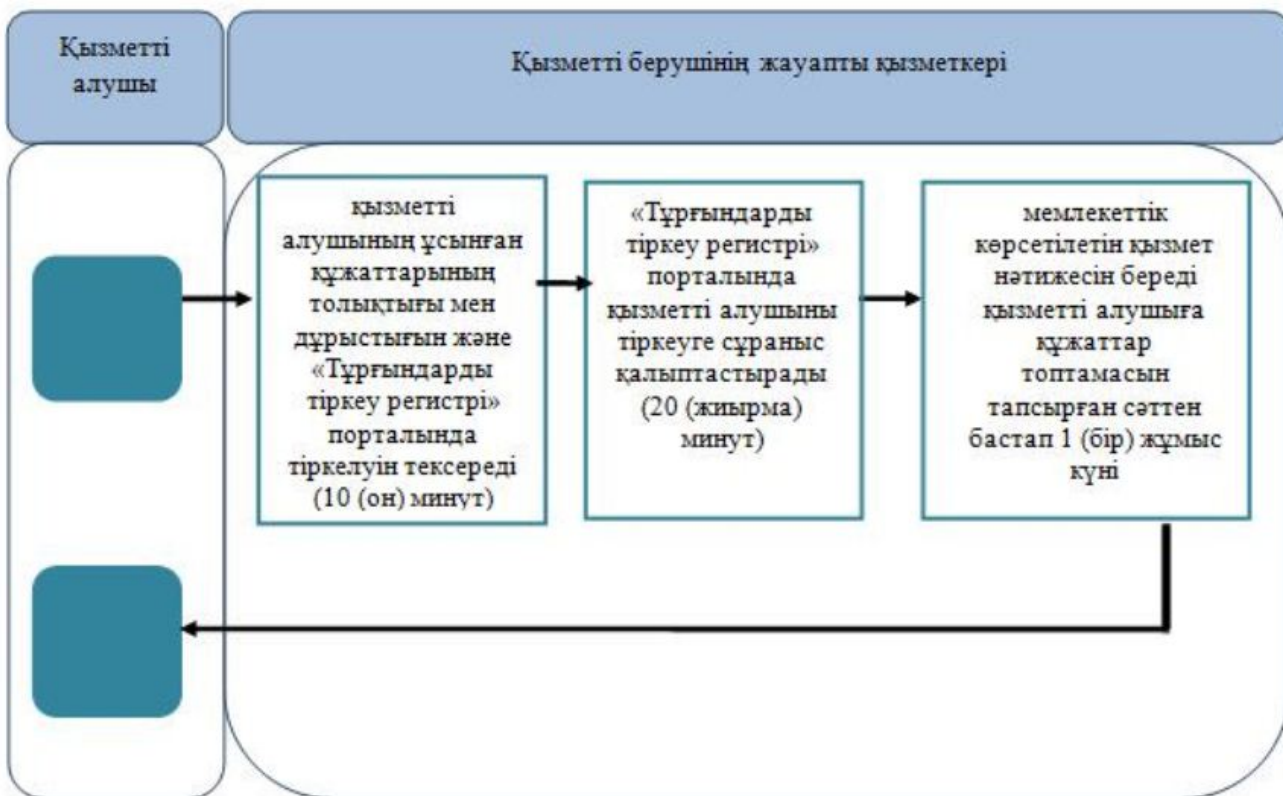 Қызметті
алушы
Қызметті берушінің жауапты қызметкері
қызметті
алушының ұсынған
құжаттарының
толықтығы мен
дұрыстығын және
«Тұрғындарды
тіркеу регистрі»
порталында
тіркелуін тексереді
(10 (он) минут)
«Тұрғындарды
тіркеу регистрі»
порталында
қызметті алушыны
тіркеуге сұраныс
қалыптастырады
(20 (жиырма)
минут)
мемлекеттік
көрсетілетін қызмет
нәтижесін береді
қызметті алушыға
құжаттар
топтамасын
тапсырған сәттен
бастап 1 (бір) жұмыс
күні